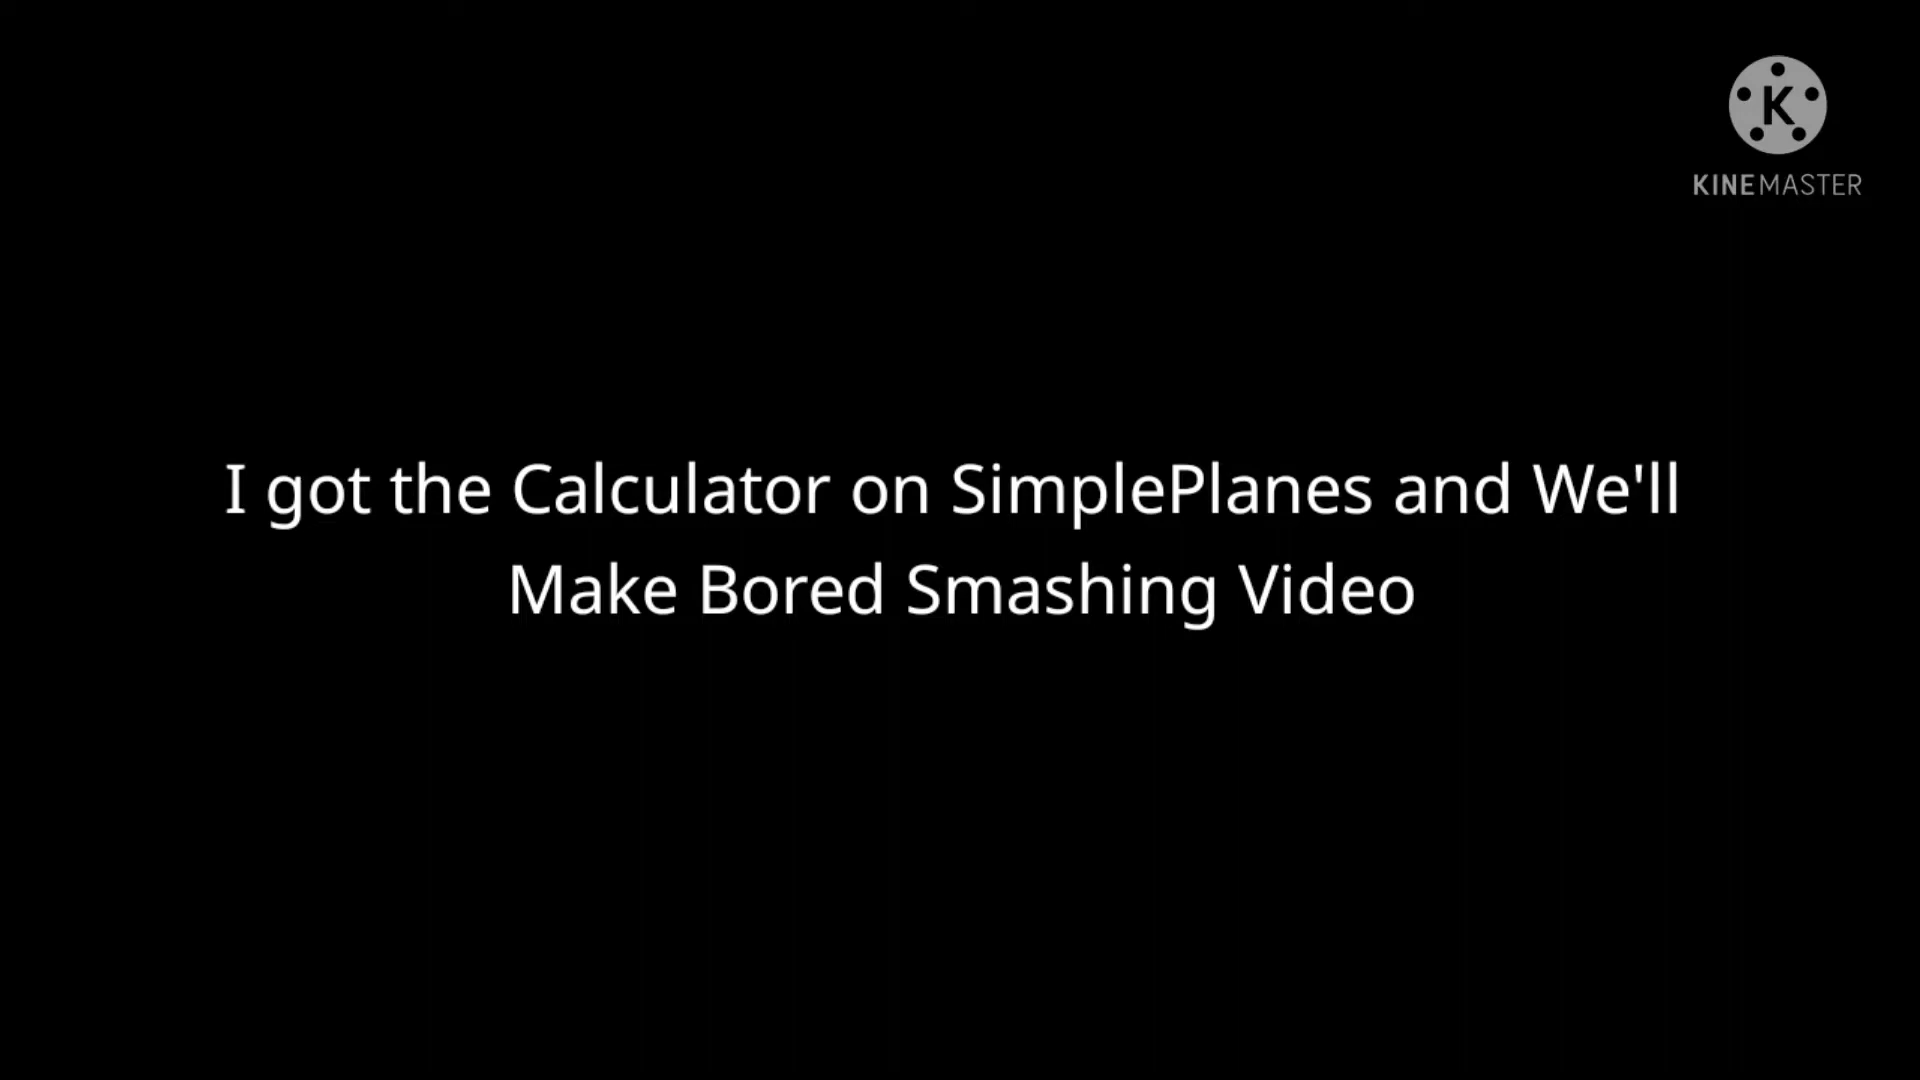 K
KINEMASTER
I got the Calculator on SimplePlanes and We'll
Make Bored Smashing Video